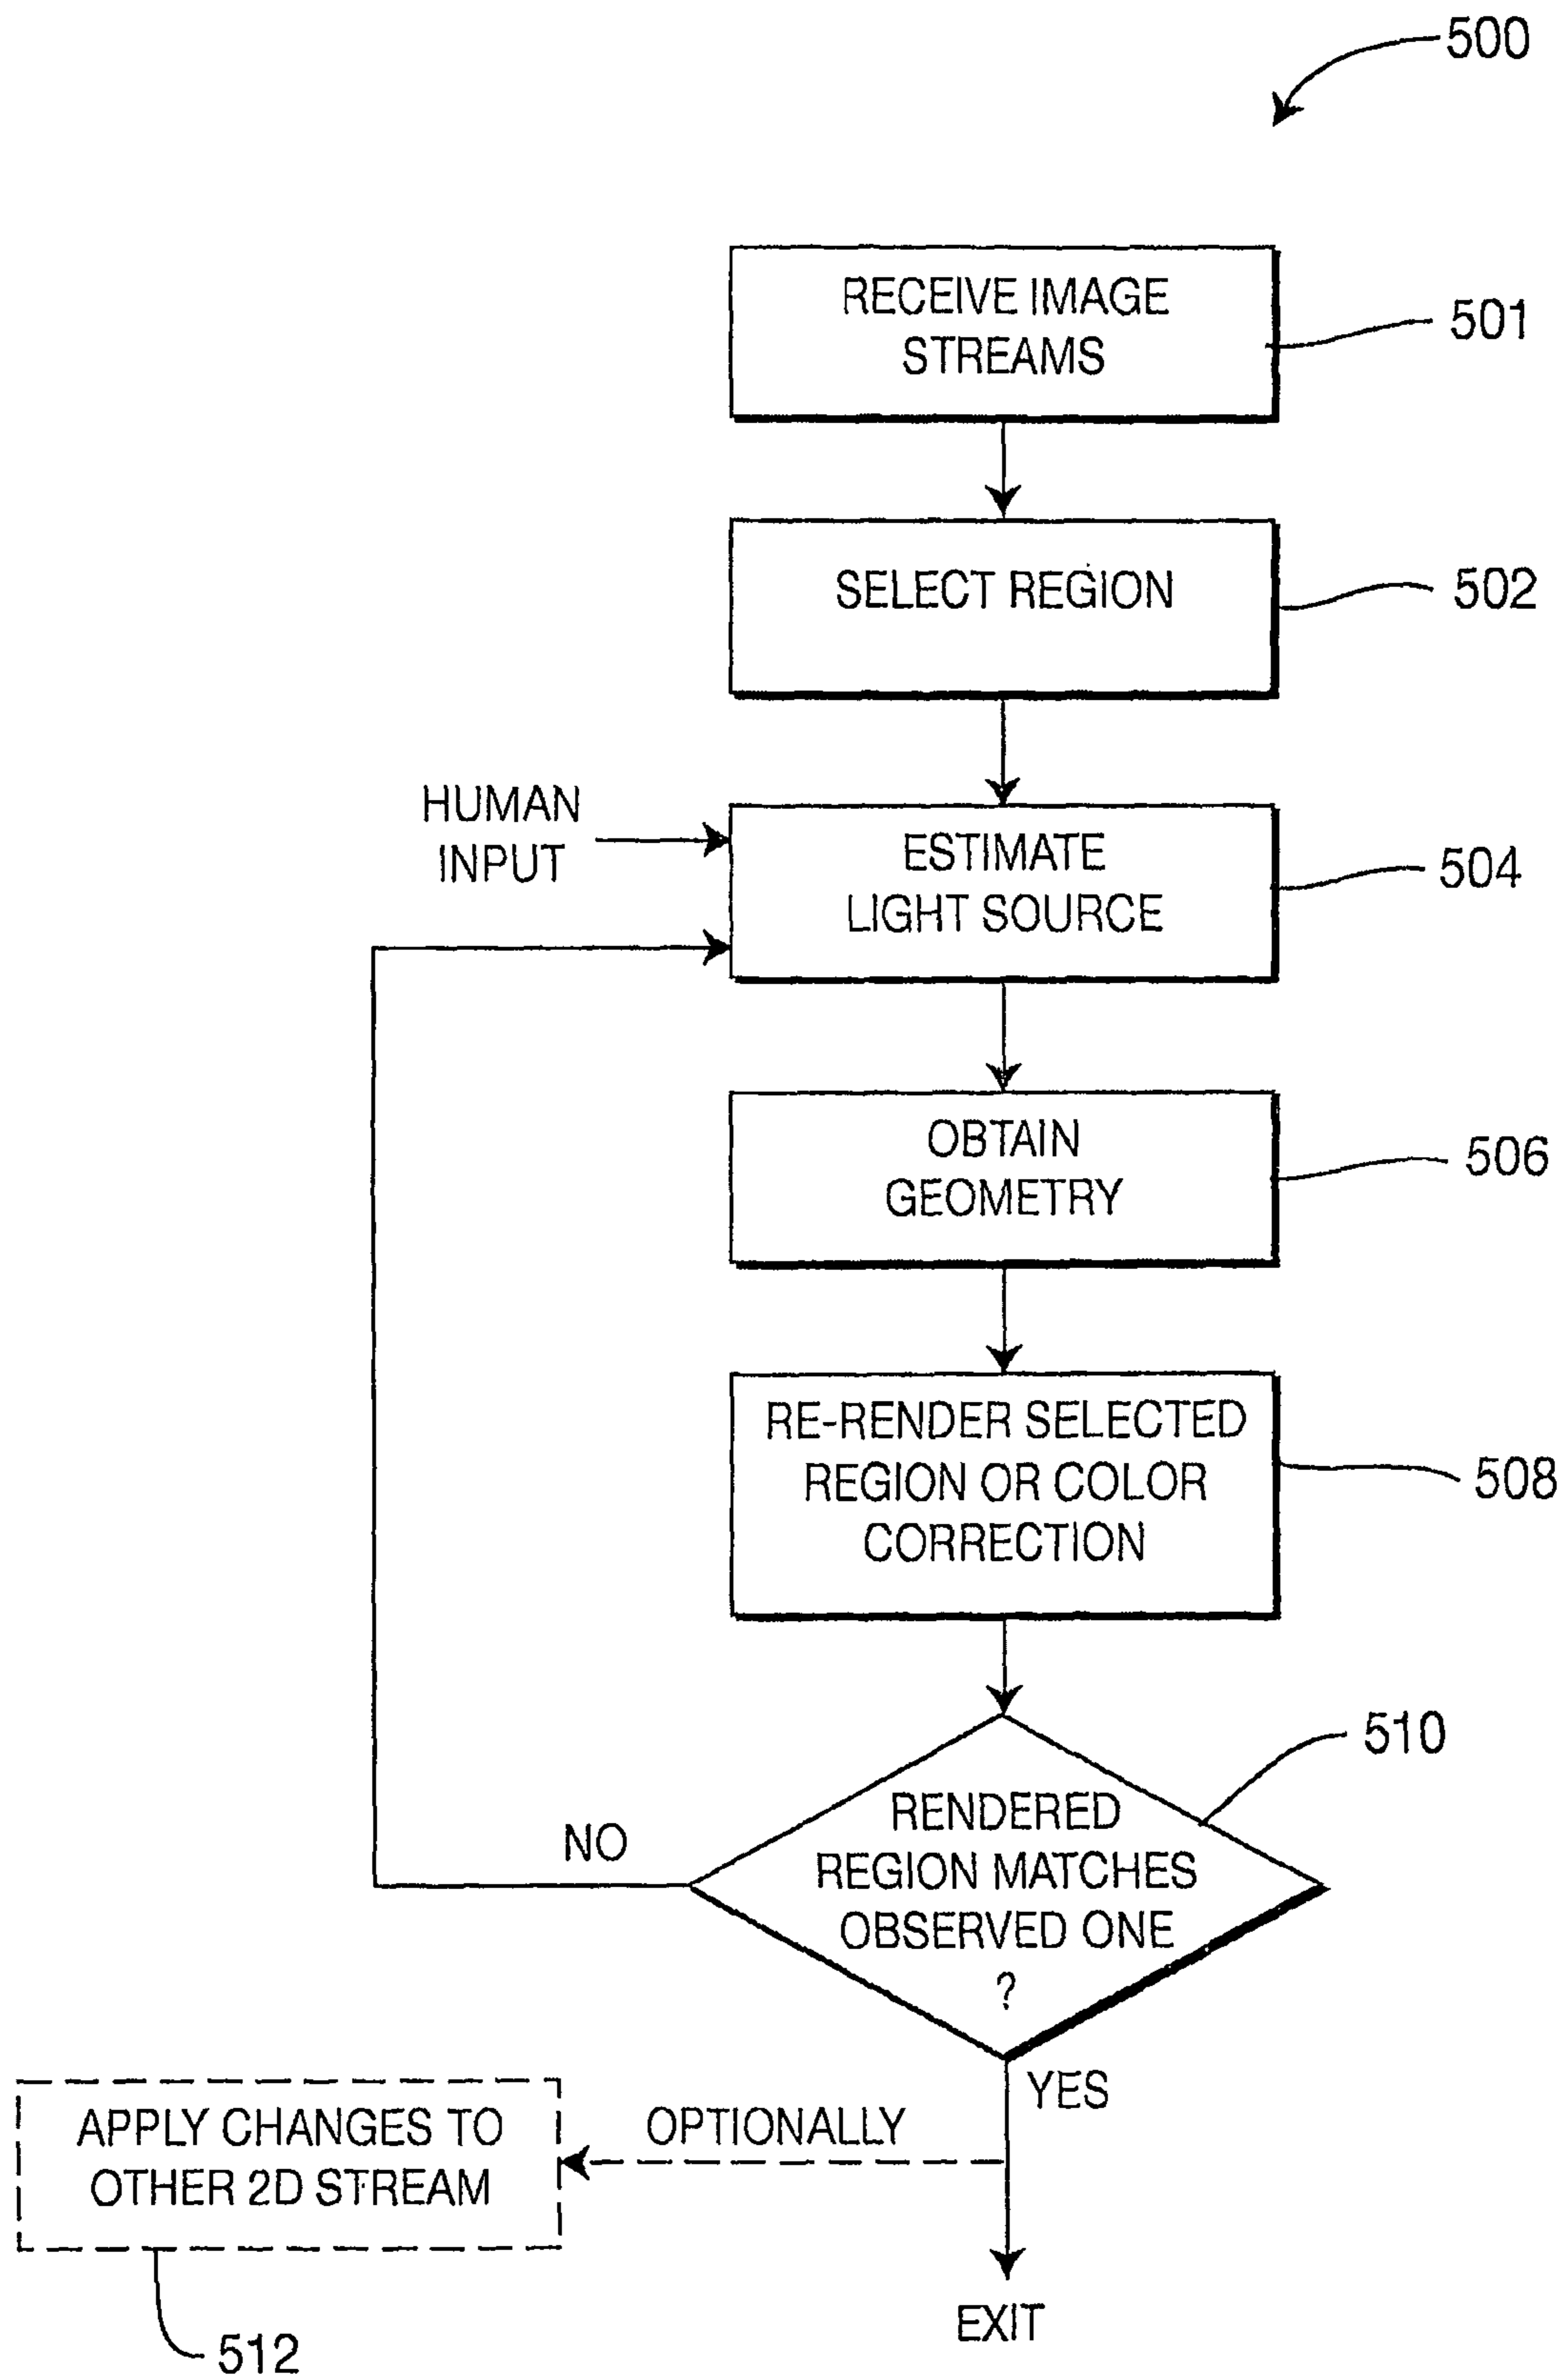 500
RECEIVE IMAGE
STREAMS
501
SELECT REGION
502
HUMAN
INPUT
ESTIMATE
LIGHT SOURCE
504
OBTAIN
GEOMETRY
506
RE-RENDER SELECTED
REGION OR COLOR
CORRECTION
508
510
RENDERED
REGION MATCHES
OBSERVED ONE
?
NO
YES
OPTIONALLY
APPLY CHANGES TO
OTHER 2D STREAM
512
EXIT